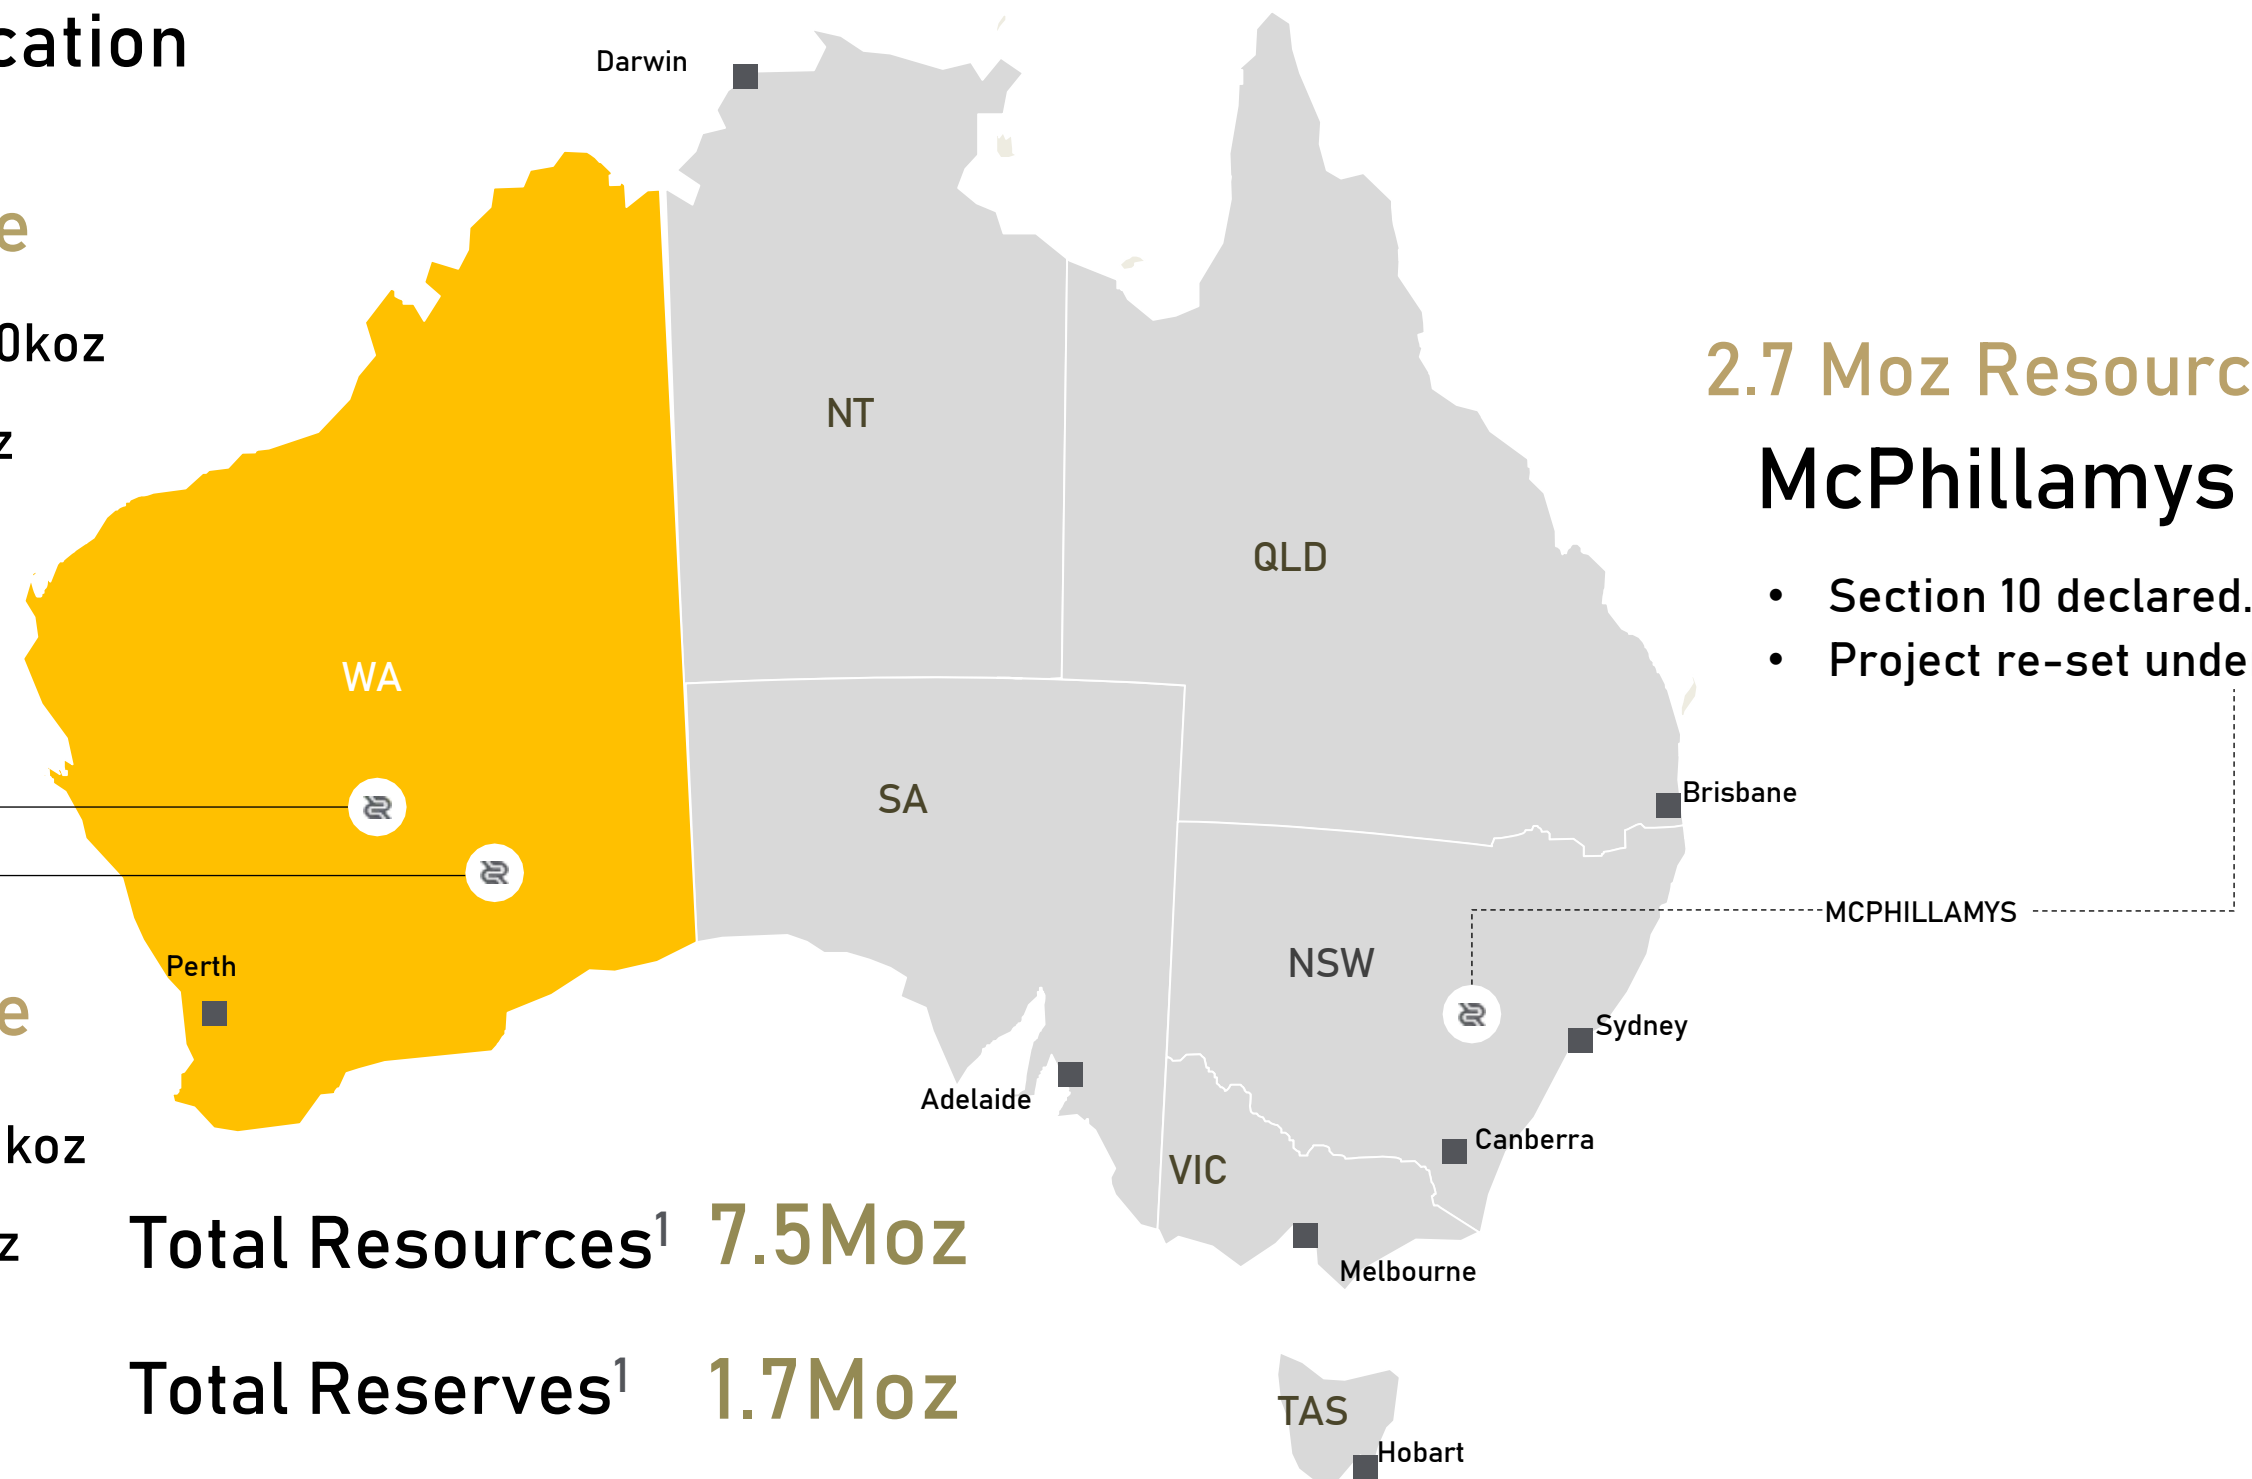 cation
e
0koz
z
e
koz
z
Darwin
NT
QLD
WA
SA
Perth
Adelaide
NSW
VIC
TAS
Brisbane
Sydney
Canberra
Melbourne
Hobart
MCPHILLAMYS
2.7 Moz Resourc
McPhillamys
• Section 10 declared.
• Project re-set unde
Total Resources¹ 7.5Moz
Total Reserves¹ 1.7Moz